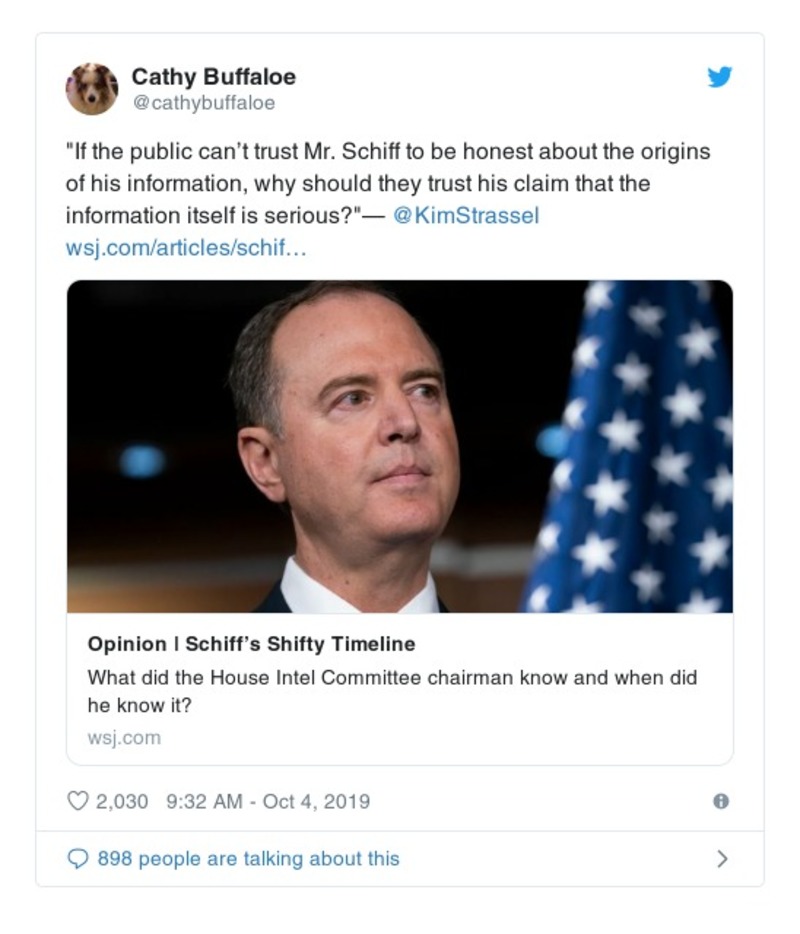 Cathy Buffaloe
@cathybuffaloe
"If the public can’t trust Mr. Schiff to be honest about the origins
of his information, why should they trust his claim that the
information itself is serious?"— @KimStrassel
wsj.com/articles/schif…
Opinion | Schiff’s Shifty Timeline
What did the House Intel Committee chairman know and when did
he know it?
wsj.com
2,030 9:32 AM - Oct 4, 2019
898 people are talking about this